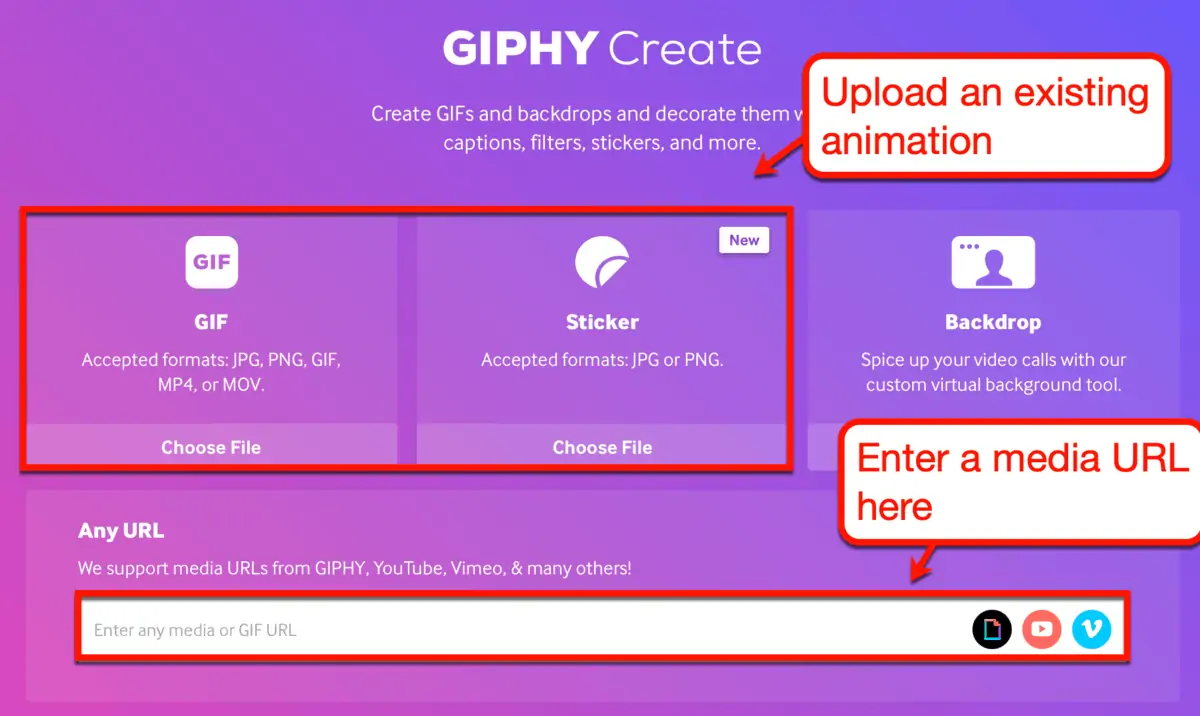 GIPHY Create
Create GIFs and backdrops and decorate them w
captions, filters, stickers, and more.
Upload an existing
animation
GIF
GIF
Accepted formats: JPG, PNG, GIF,
MP4, or MOV.
Choose File
New
Sticker
Accepted formats: JPG or PNG.
Choose File
Backdrop
Spice up your video calls with our
custom virtual background tool.
Enter a media URL
here
Any URL
We support media URLs from GIPHY, YouTube, Vimeo, & many others!
Enter any media or GIF URL